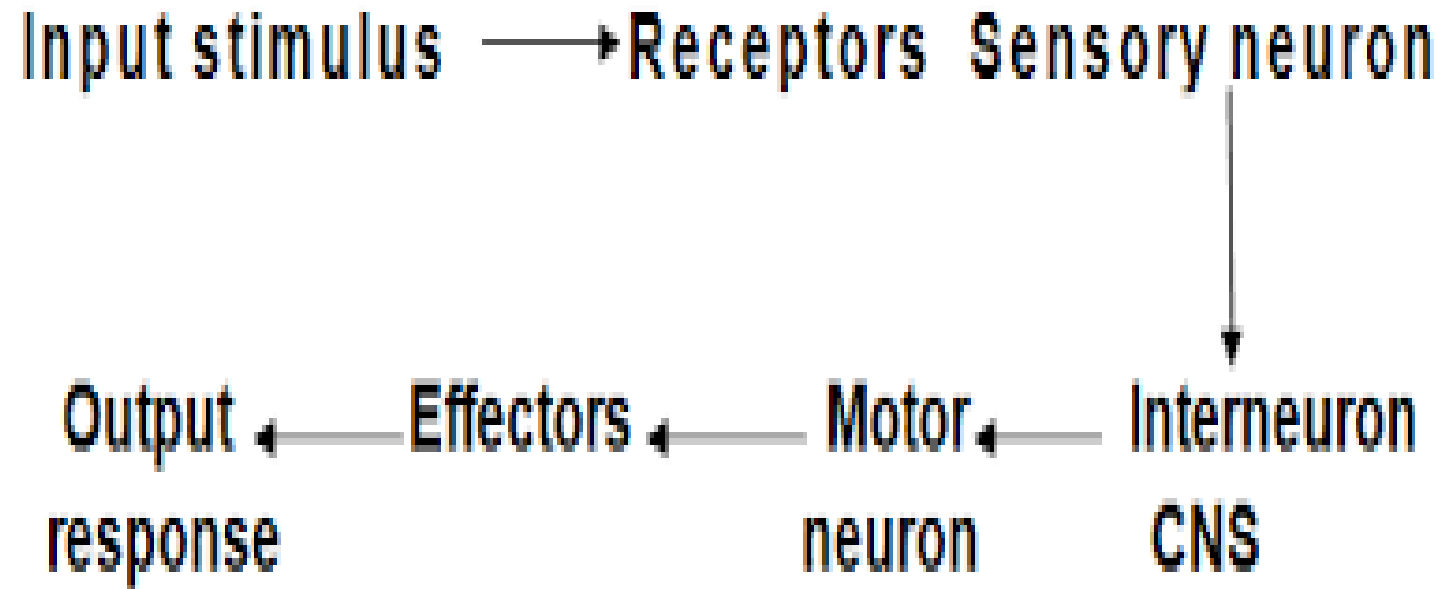 Input stimulus Receptors Sensory neuron
Output Effectors Motor Interneuron
response neuron CNS